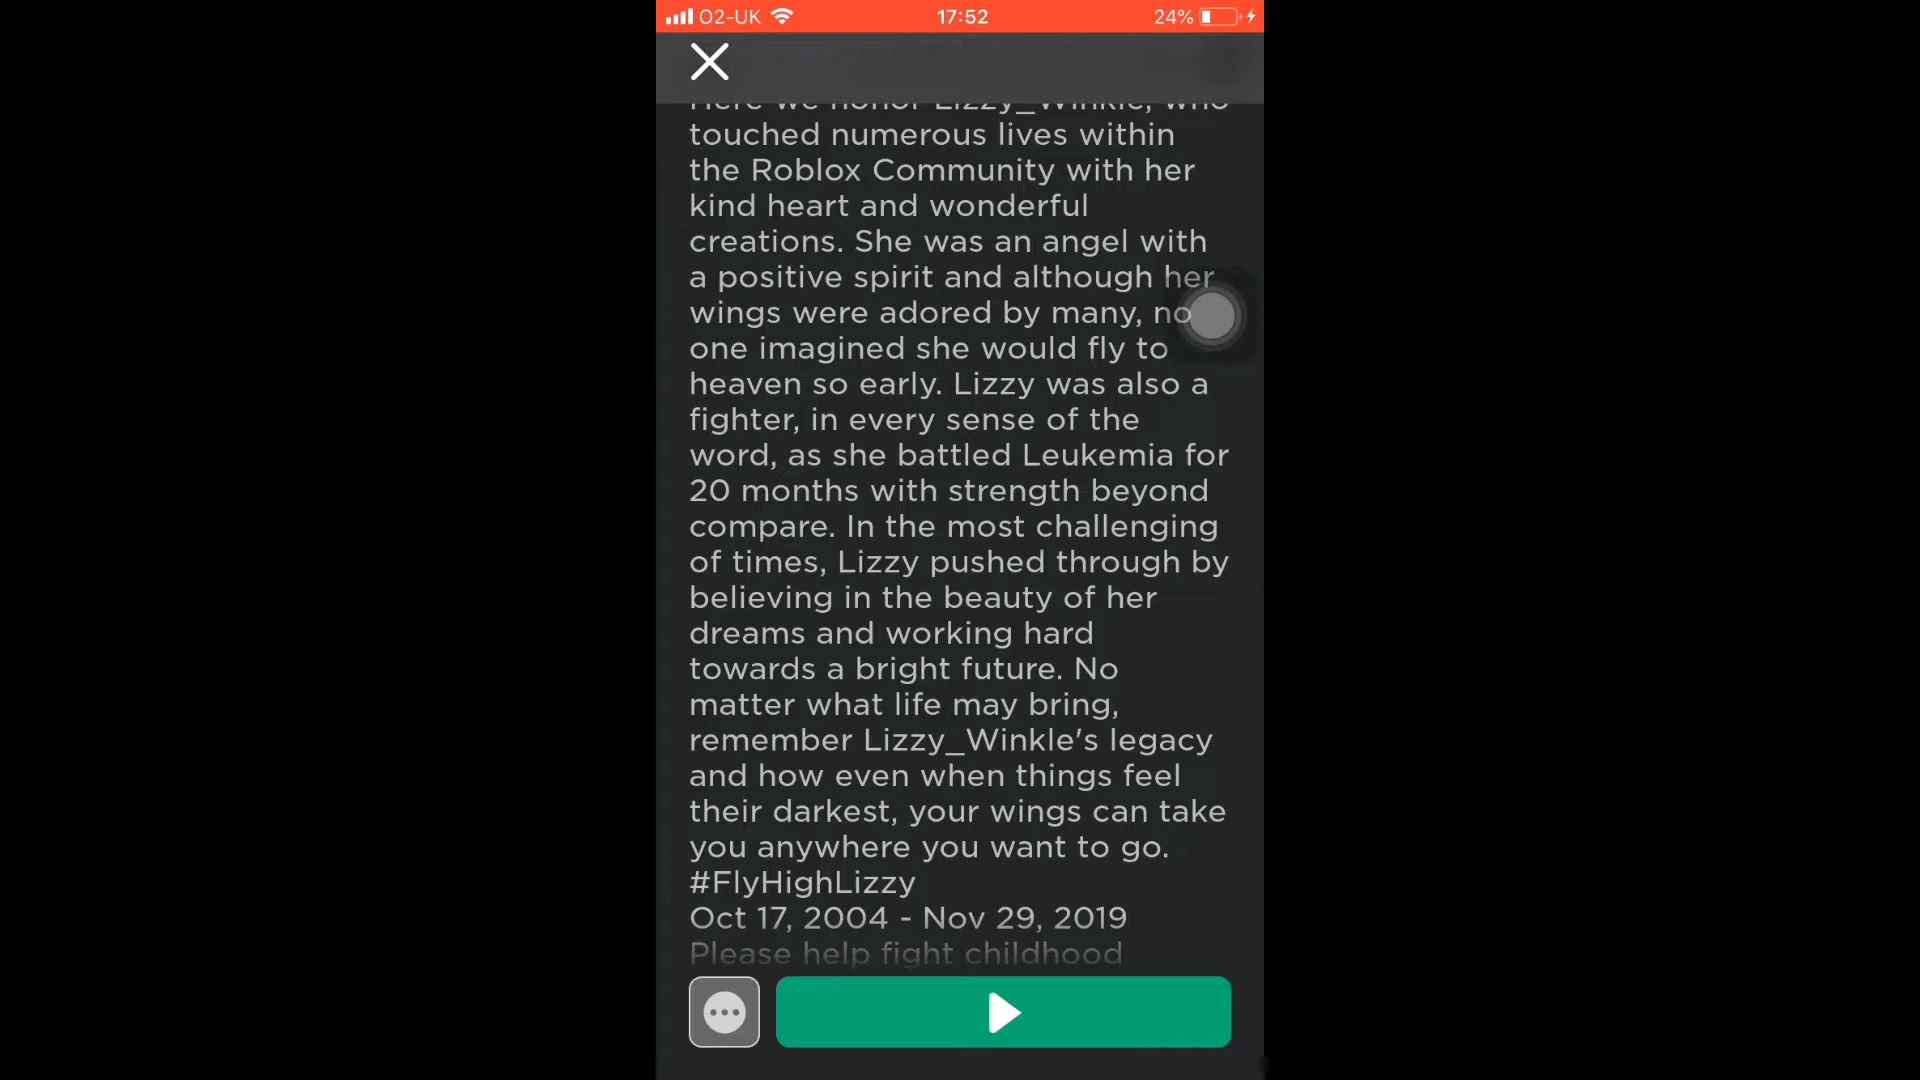 O2-UK 17:52 24%
Here we honor Lizzy_Winkle, who
touched numerous lives within
the Roblox Community with her
kind heart and wonderful
creations. She was an angel with
a positive spirit and although her
wings were adored by many, no
one imagined she would fly to
heaven so early. Lizzy was also a
fighter, in every sense of the
word, as she battled Leukemia for
20 months with strength beyond
compare. In the most challenging
of times, Lizzy pushed through by
believing in the beauty of her
dreams and working hard
towards a bright future. No
matter what life may bring,
remember Lizzy_Winkle's legacy
and how even when things feel
their darkest, your wings can take
you anywhere you want to go.
#FlyHighLizzy
Oct 17, 2004 - Nov 29, 2019
Please help fight childhood